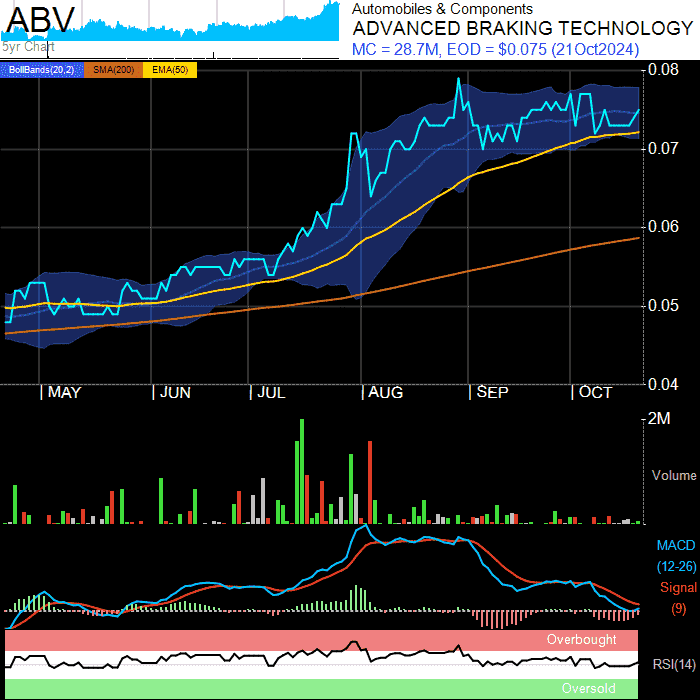 ABV
5yr Chart
Automobiles & Components
ADVANCED BRAKING TECHNOLOGY
MC = 28.7M, EOD = $0.075 (21Oct2024)
BollBands(20,2) SMA(200) EMA(50)
0.08
0.07
0.06
0.05
0.04
MAY JUN JUL AUG SEP OCT
2M
Volume
MACD
(12-26)
Signal
(9)
Overbought
RSI(14)
Oversold